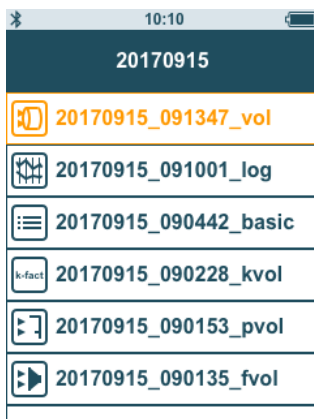 10:10
20170915
20170915_091347_vol
20170915_091001_log
20170915_090442_basic
k-fact 20170915_090228_kvol
20170915_090153_pvol
20170915_090135_fvol